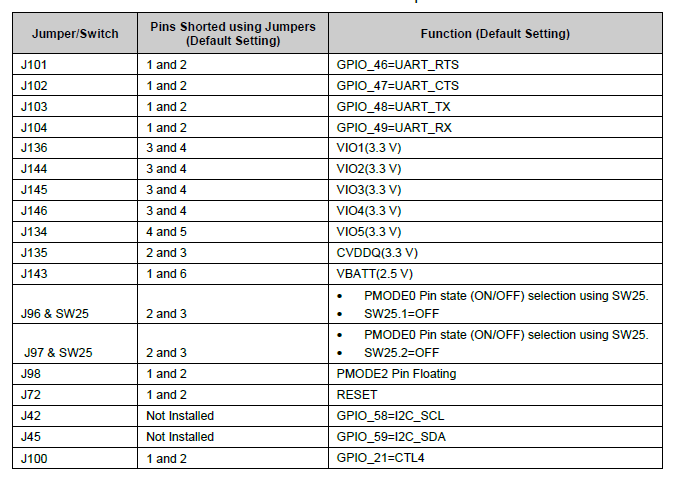 Jumper/Switch Pins Shorted using Jumpers (Default Setting) Function (Default Setting)
J101 1 and 2 GPIO_46=UART_RTS
J102 1 and 2 GPIO_47=UART_CTS
J103 1 and 2 GPIO_48=UART_TX
J104 1 and 2 GPIO_49=UART_RX
J136 3 and 4 VIO1(3.3 V)
J144 3 and 4 VIO2(3.3 V)
J145 3 and 4 VIO3(3.3 V)
J146 3 and 4 VIO4(3.3 V)
J134 4 and 5 VIO5(3.3 V)
J135 2 and 3 CVDDQ(3.3 V)
J143 1 and 6 VBATT(2.5 V)
J96 & SW25 2 and 3 • PMODE0 Pin state (ON/OFF) selection using SW25.
• SW25.1=OFF
J97 & SW25 2 and 3 • PMODE0 Pin state (ON/OFF) selection using SW25.
• SW25.2=OFF
J98 1 and 2 PMODE2 Pin Floating
J72 1 and 2 RESET
J42 Not Installed GPIO_58=I2C_SCL
J45 Not Installed GPIO_59=I2C_SDA
J100 1 and 2 GPIO_21=CTL4